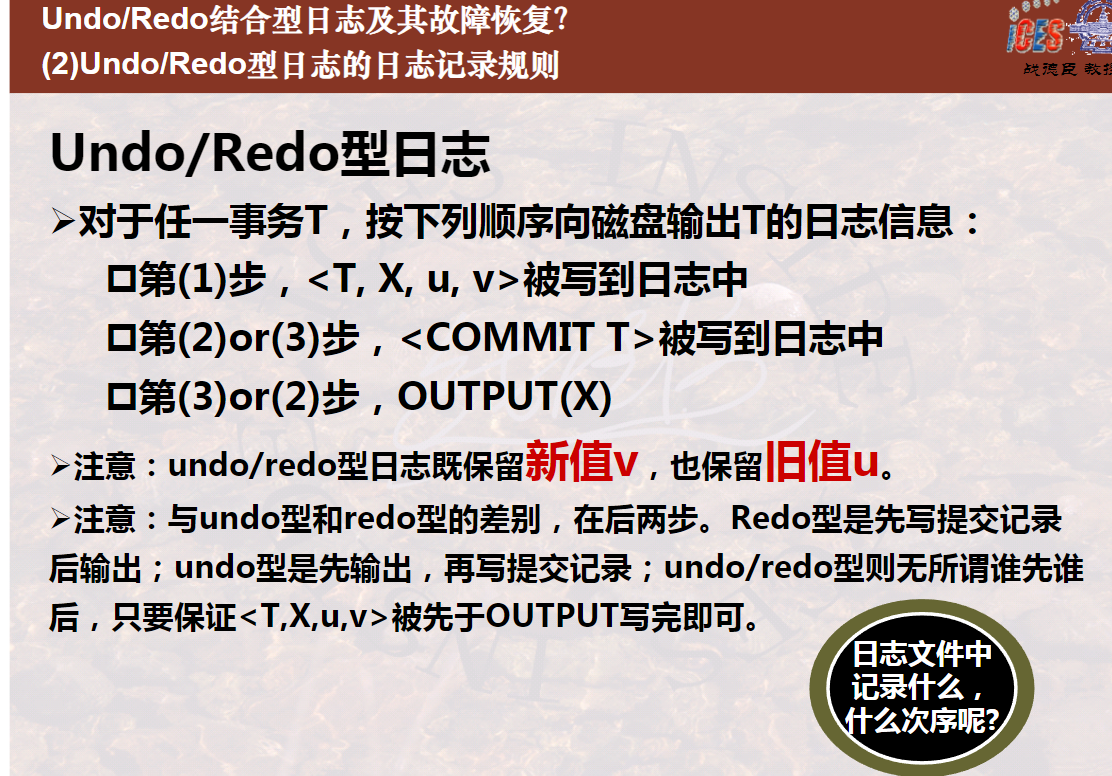 Undo/Redo结合型日志及其故障恢复?
(2)Undo/Redo型日志的日志记录规则
iCES
战德臣 教授
Undo/Redo型日志
对于任一事务T，按下列顺序向磁盘输出T的日志信息：
第(1)步，<T, X, u, v>被写到日志中
第(2)or(3)步，<COMMIT T>被写到日志中
第(3)or(2)步，OUTPUT(X)
注意：undo/redo型日志既保留新值v，也保留旧值u。
注意：与undo型和redo型的差别，在后两步。Redo型是先写提交记录
后输出；undo型是先输出，再写提交记录；undo/redo型则无所谓谁先谁
后，只要保证<T,X,u,v>被先于OUTPUT写完即可。
日志文件中
记录什么，
什么次序呢?